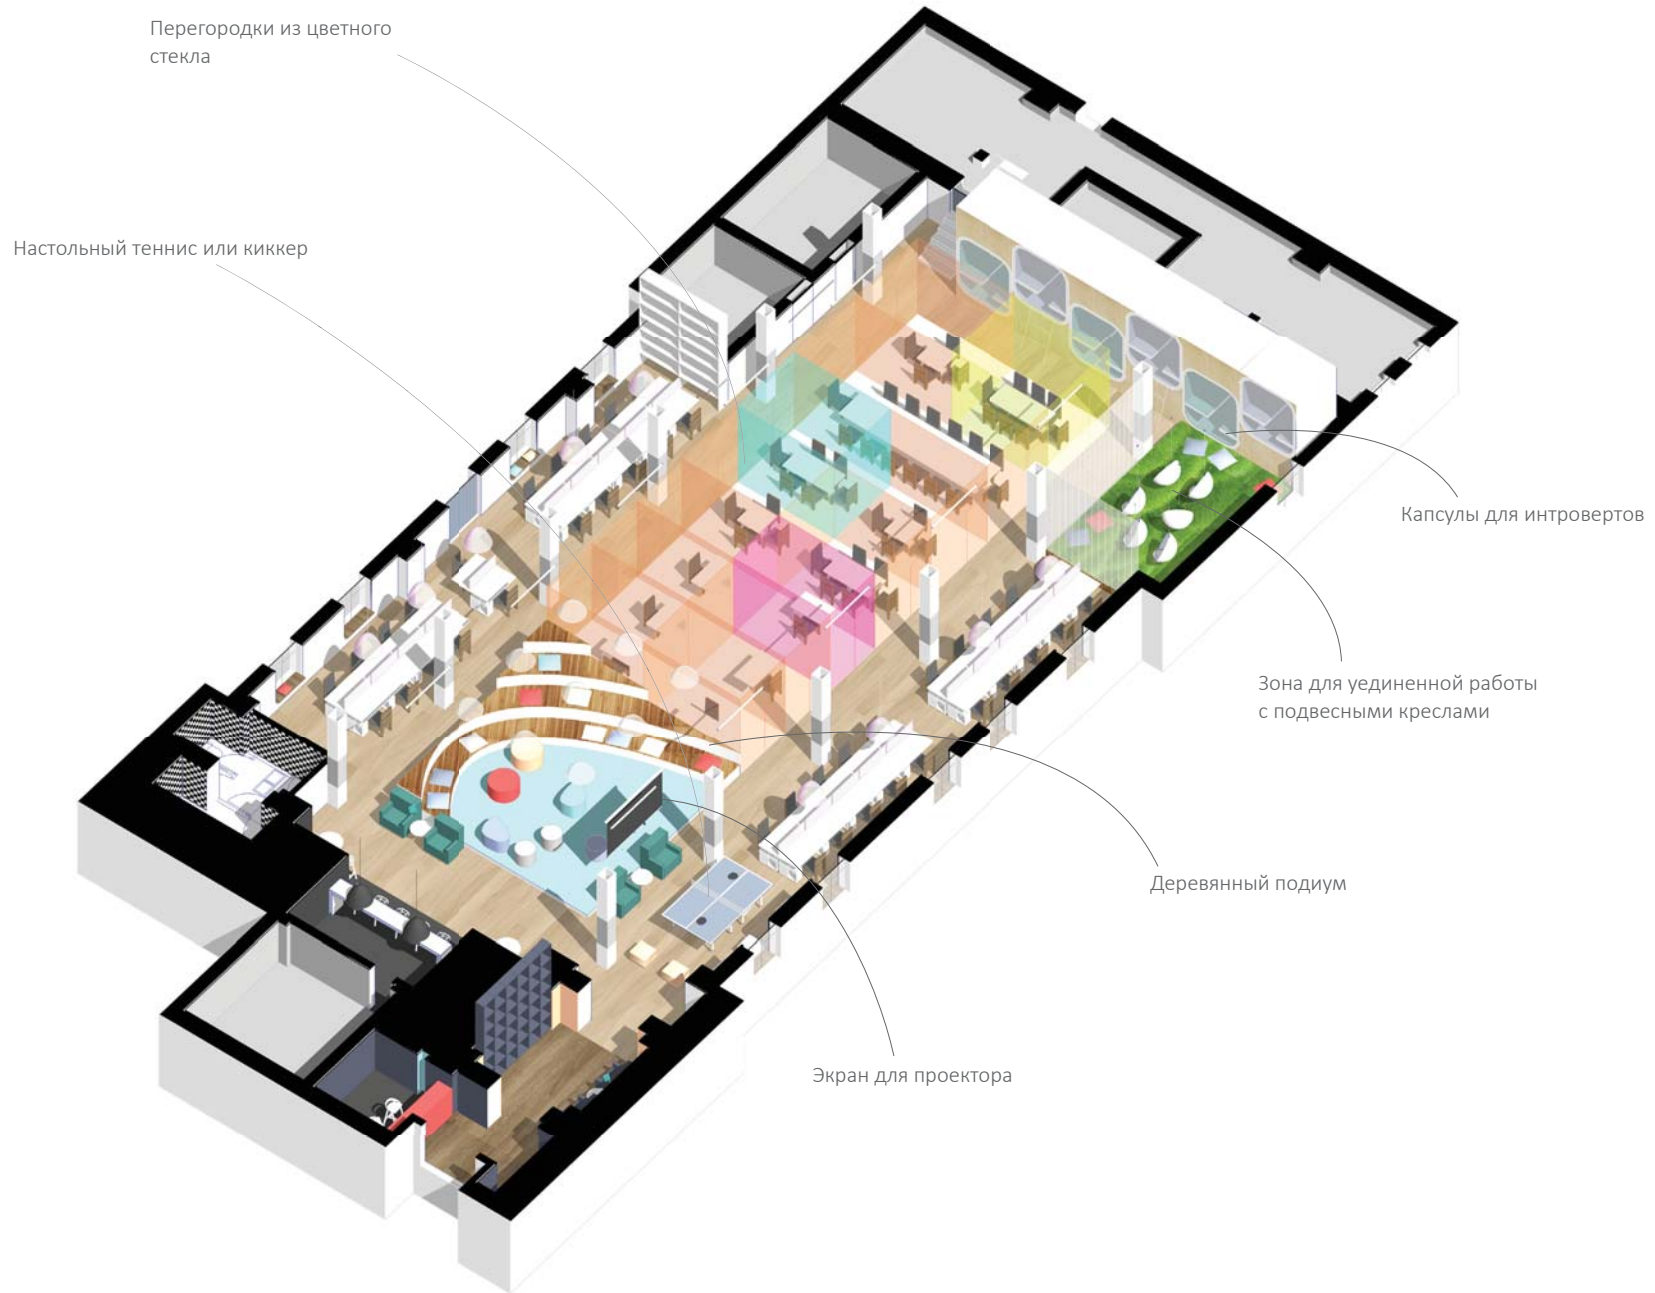 Перегородки из цветного
стекла
Настольный теннис или киккер
Капсулы для интровертов
Зона для уединенной работы
с подвесными креслами
Деревянный подиум
Экран для проектора